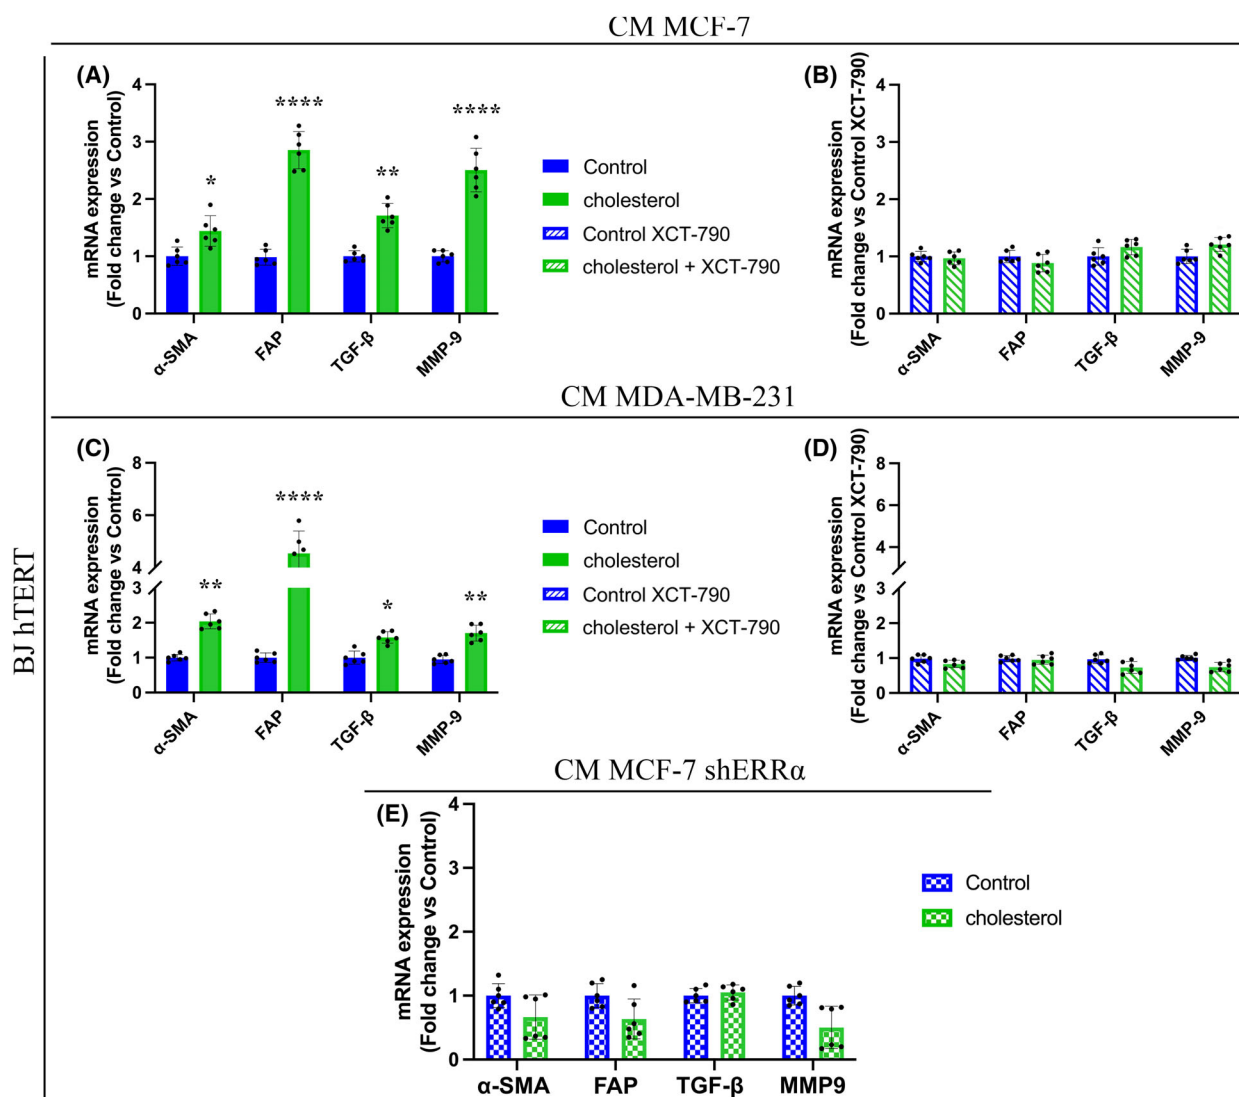 CM MCF-7
BJ hTERT
(A)
mRNA expression
(Fold change vs Control)
4
3
2
1
0
*
****
**
****
α-SMA
FAP
TGF-β
MMP-9
Control
cholesterol
Control XCT-790
cholesterol + XCT-790
(B)
mRNA expression
(Fold change vs Control XCT-790)
4
3
2
1
0
α-SMA
FAP
TGF-β
MMP-9
CM MDA-MB-231
(C)
mRNA expression
(Fold change vs Control)
8
6
4
3
2
1
0
**
****
*
**
α-SMA
FAP
TGF-β
MMP-9
Control
cholesterol
Control XCT-790
cholesterol + XCT-790
(D)
mRNA expression
(Fold change vs Control XCT-790)
8
6
4
3
2
1
0
α-SMA
FAP
TGF-β
MMP-9
CM MCF-7 shERRα
(E)
mRNA expression
(Fold change vs Control)
4
3
2
1
0
α-SMA
FAP
TGF-β
MMP9
Control
cholesterol